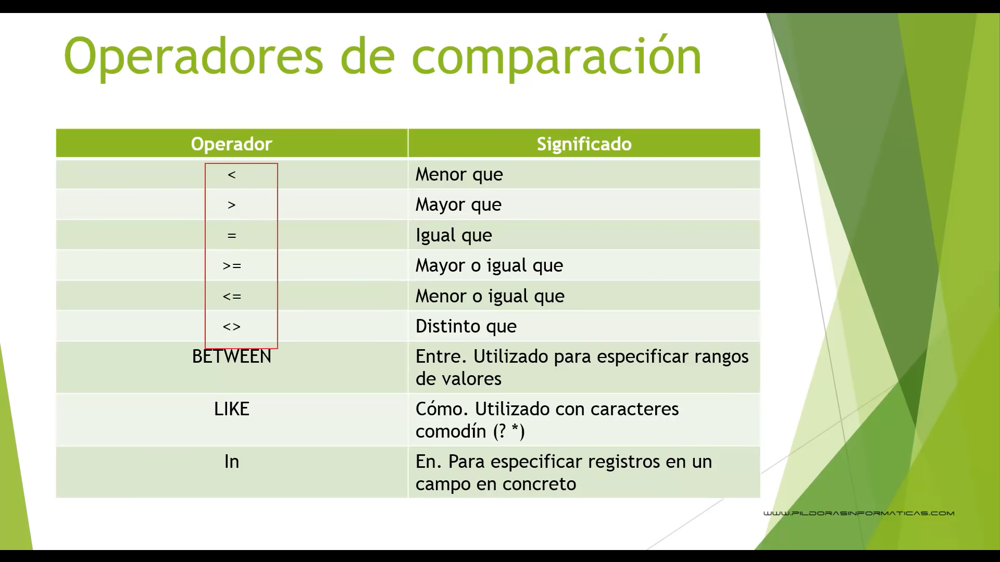 Operadores de comparación
Operador Significado
< Menor que
> Mayor que
= Igual que
>= Mayor o igual que
<= Menor o igual que
<> Distinto que
BETWEEN Entre. Utilizado para especificar rangos
de valores
LIKE Cómo. Utilizado con caracteres
comodín (? *)
In En. Para especificar registros en un
campo en concreto
WWW.PILDORASINFORMATICAS.COM